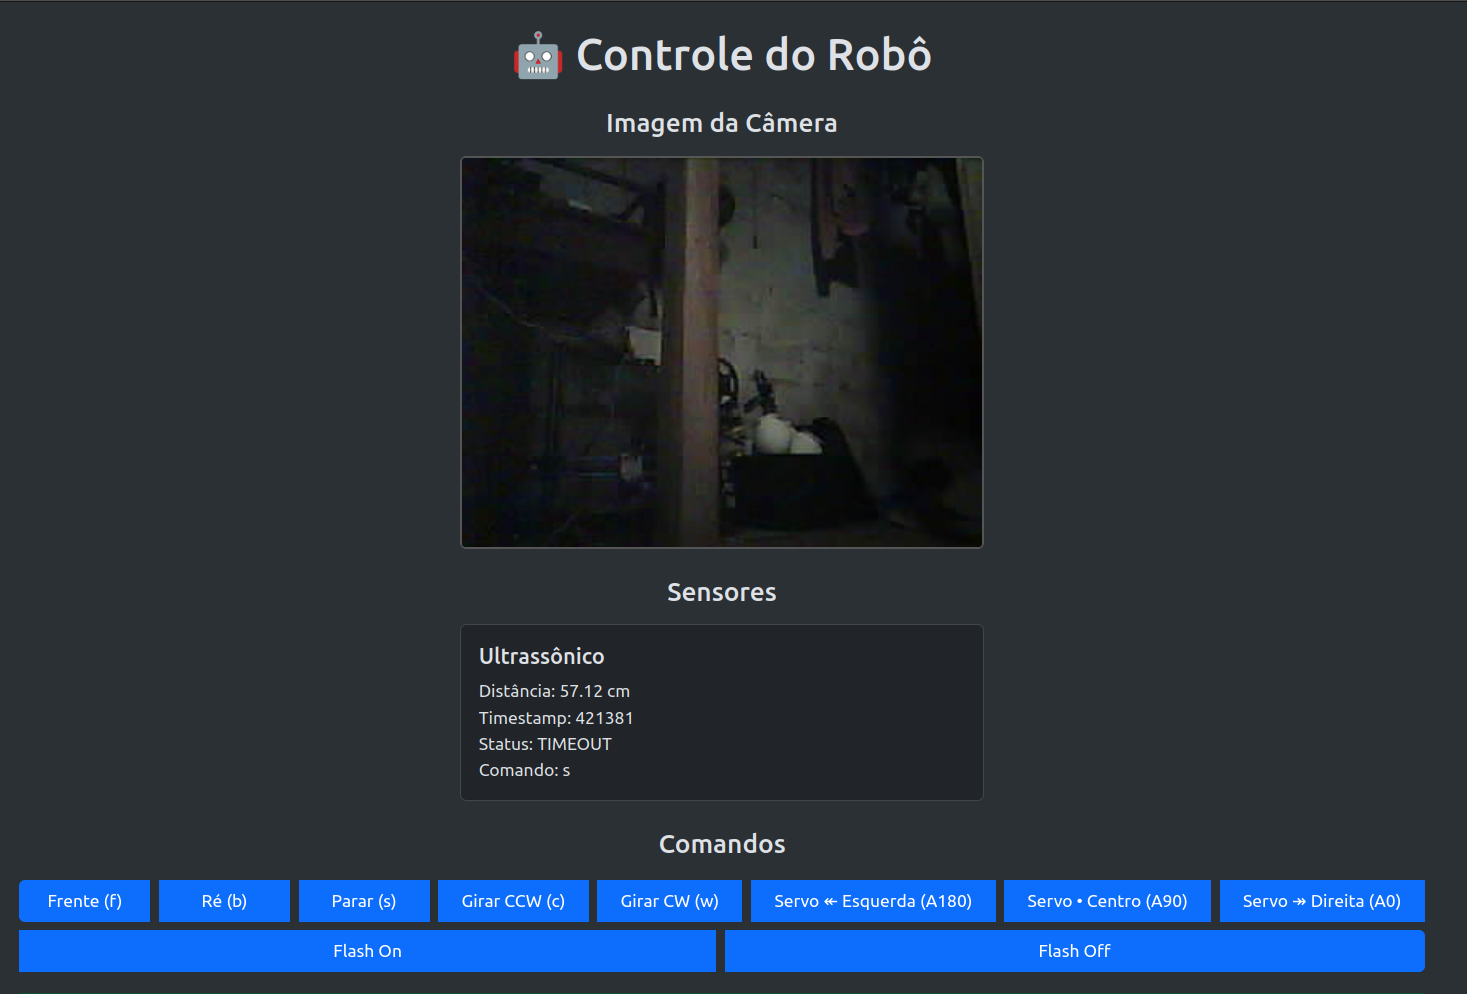 🤖 Controle do Robô
Imagem da Câmera
Sensores
Ultrassônico
Distância: 57.12 cm
Timestamp: 421381
Status: TIMEOUT
Comando: s
Comandos
Frente (f)
Ré (b)
Parar (s)
Girar CCW (c)
Girar CW (w)
Servo ↞ Esquerda (A180)
Servo • Centro (A90)
Servo ↠ Direita (A0)
Flash On
Flash Off